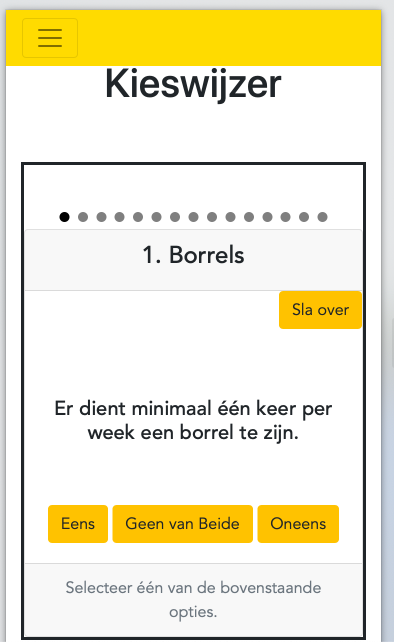 Kieswijzer
1. Borrels
Sla over
Er dient minimaal één keer per
week een borrel te zijn.
Eens Geen van Beide Oneens
Selecteer één van de bovenstaande
opties.